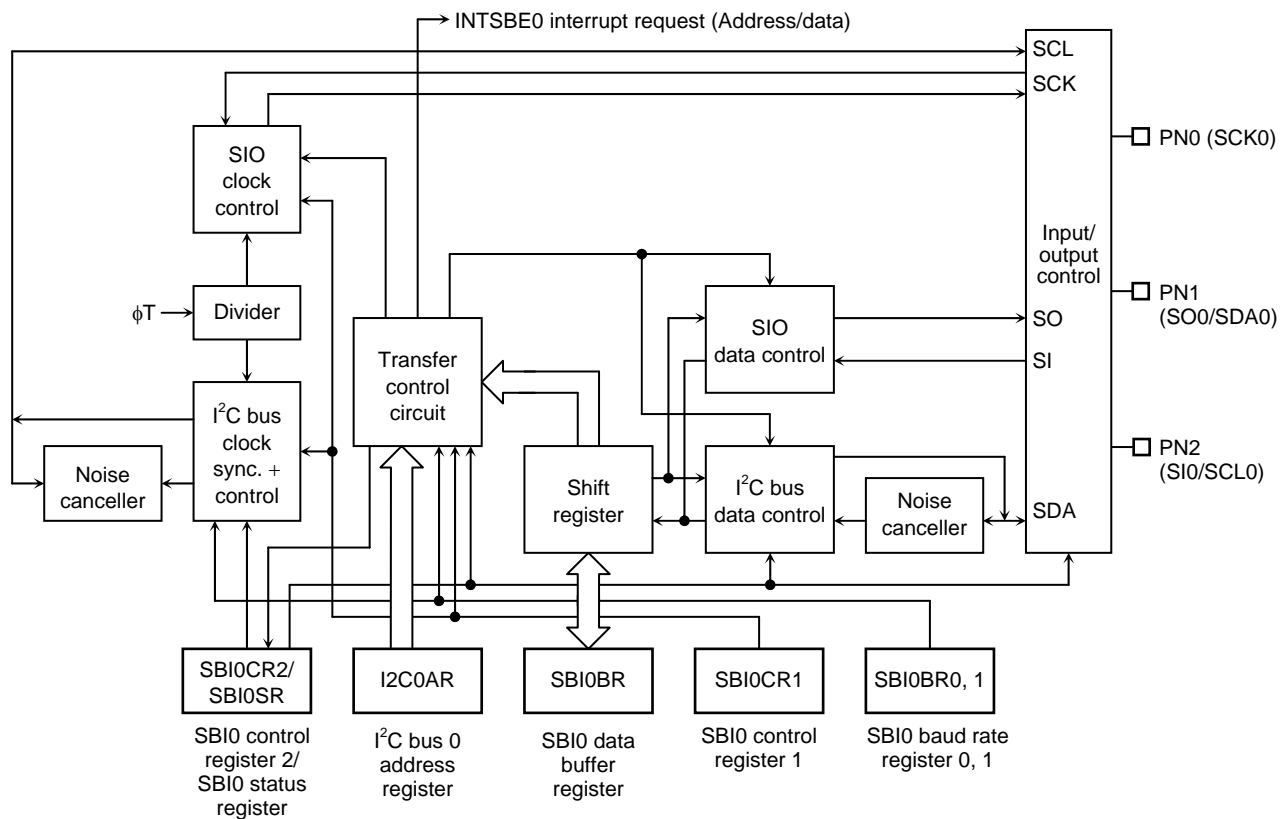 INTSBE0 interrupt request (Address/data)
SCL
SCK
PN0 (SCK0)
SIO
clock
control
Input/
output
control
φT
Divider
PN1
(SO0/SDA0)
SIO
data control
SO
SI
Transfer
control
circuit
I²C bus
clock
sync. +
control
Noise
canceller
Shift
register
I²C bus
data control
Noise
canceller
SDA
PN2
(SI0/SCL0)
SBI0CR2/
SBI0SR
I2C0AR
SBI0BR
SBI0CR1
SBI0BR0, 1
SBI0 control
register 2/
SBI0 status
register
I²C bus 0
address
register
SBI0 data
buffer
register
SBI0 control
register 1
SBI0 baud rate
register 0, 1